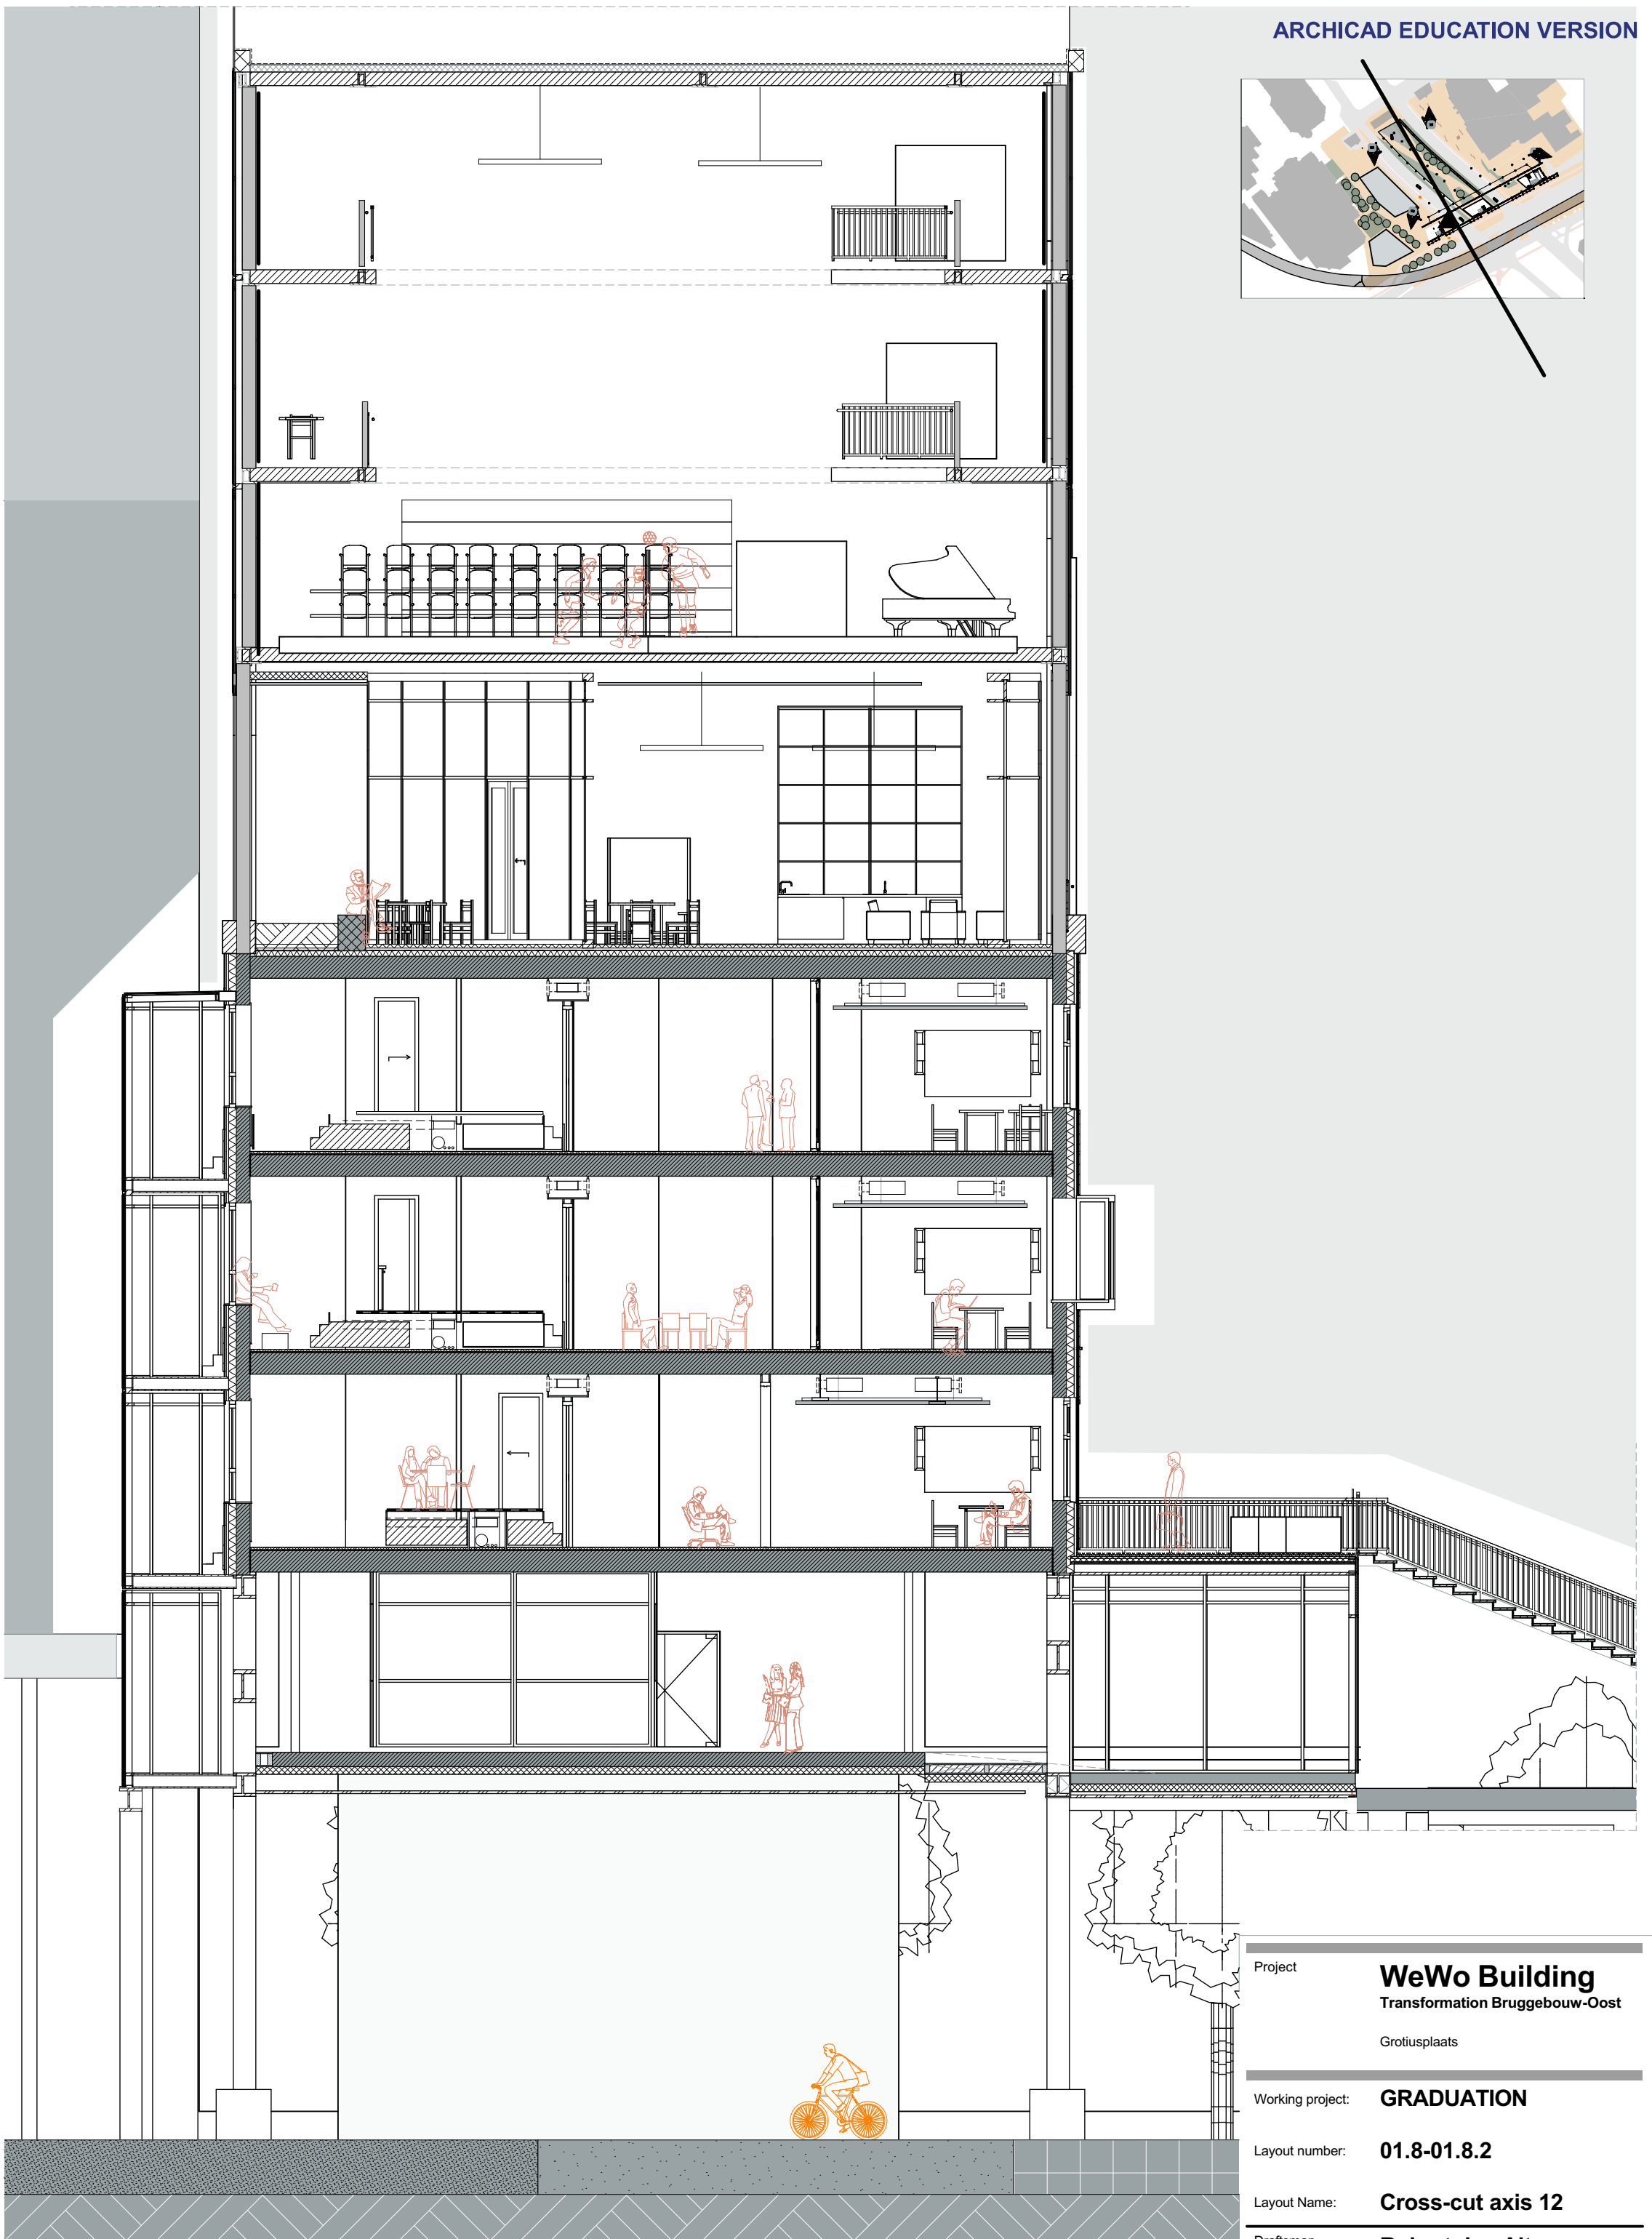 ARCHICAD EDUCATION VERSION
Project
WeWo Building
Transformation Bruggebouw-Oost
Grotiusplaats
Working project: GRADUATION
Layout number: 01.8-01.8.2
Layout Name: Cross-cut axis 12